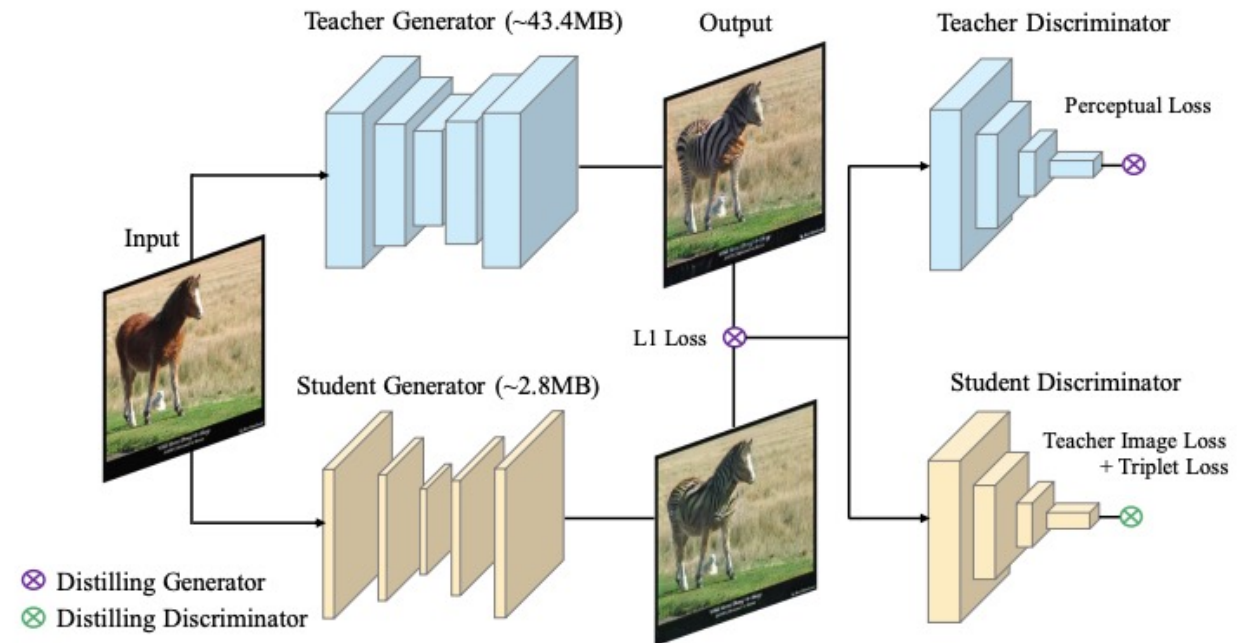 Teacher Generator (~43.4MB)
Output
Teacher Discriminator
Perceptual Loss
Input
L1 Loss
Student Generator (~2.8MB)
Student Discriminator
Teacher Image Loss
+ Triplet Loss
Distilling Generator
Distilling Discriminator